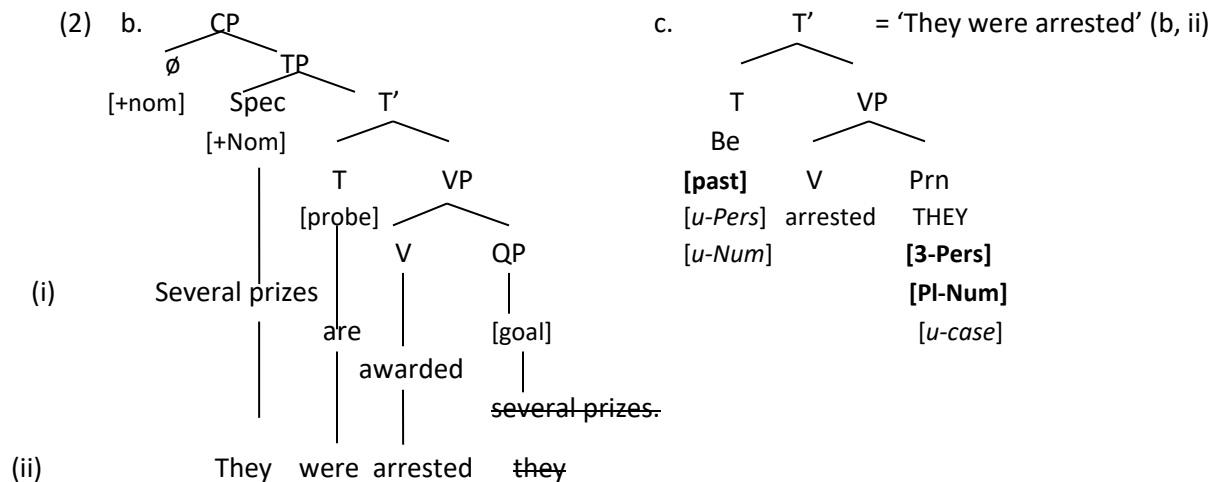 (2) b. CP c. T’ = ‘They were arrested’ (b, ii)
ø TP
[+nom] Spec T’ T VP
[+Nom] Be
T VP [past] V Prn
[probe] [u-Pers] arrested THEY
V QP [u-Num] [3-Pers]
(i) Several prizes [Pl-Num]
are [goal] [u-case]
awarded
several prizes.
(ii) They were arrested they